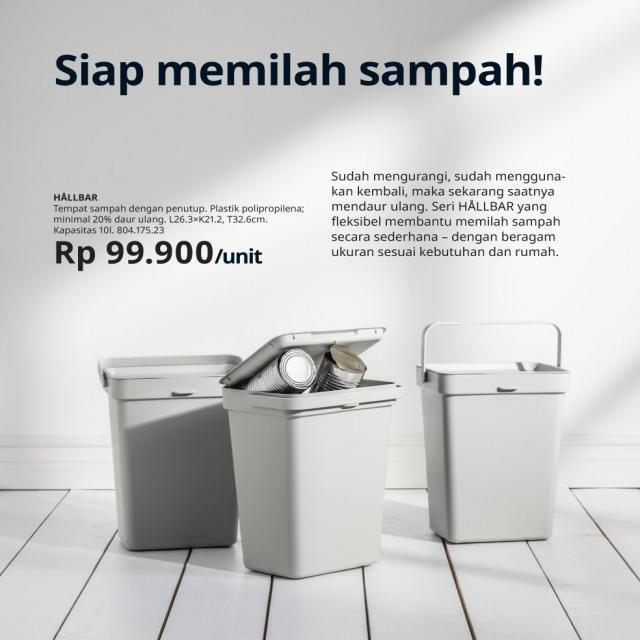 Siap memilah sampah!
HÅLLBAR
Tempat sampah dengan penutup. Plastik polipropilena;
minimal 20% daur ulang. L26.3×K21.2, T32.6cm.
Kapasitas 10l. 804.175.23
Rp 99.900/unit
Sudah mengurangi, sudah mengguna-
kan kembali, maka sekarang saatnya
mendaur ulang. Seri HÅLLBAR yang
fleksibel membantu memilah sampah
secara sederhana – dengan beragam
ukuran sesuai kebutuhan dan rumah.